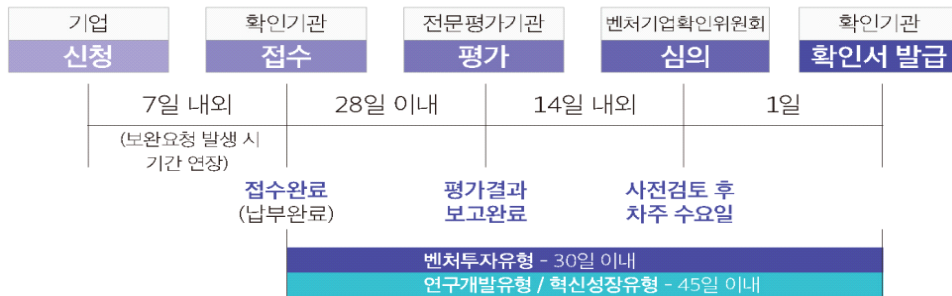 기업
신청
확인기관
접수
전문평가기관
평가
벤처기업확인위원회
심의
확인기관
확인서 발급
7일 내외
28일 이내
14일 내외
1일
(보완요청 발생 시
기간 연장)
접수완료
(납부완료)
평가결과
보고완료
사전검토 후
차주 수요일
벤처투자유형 - 30일 이내
연구개발유형 / 혁신성장유형 - 45일 이내